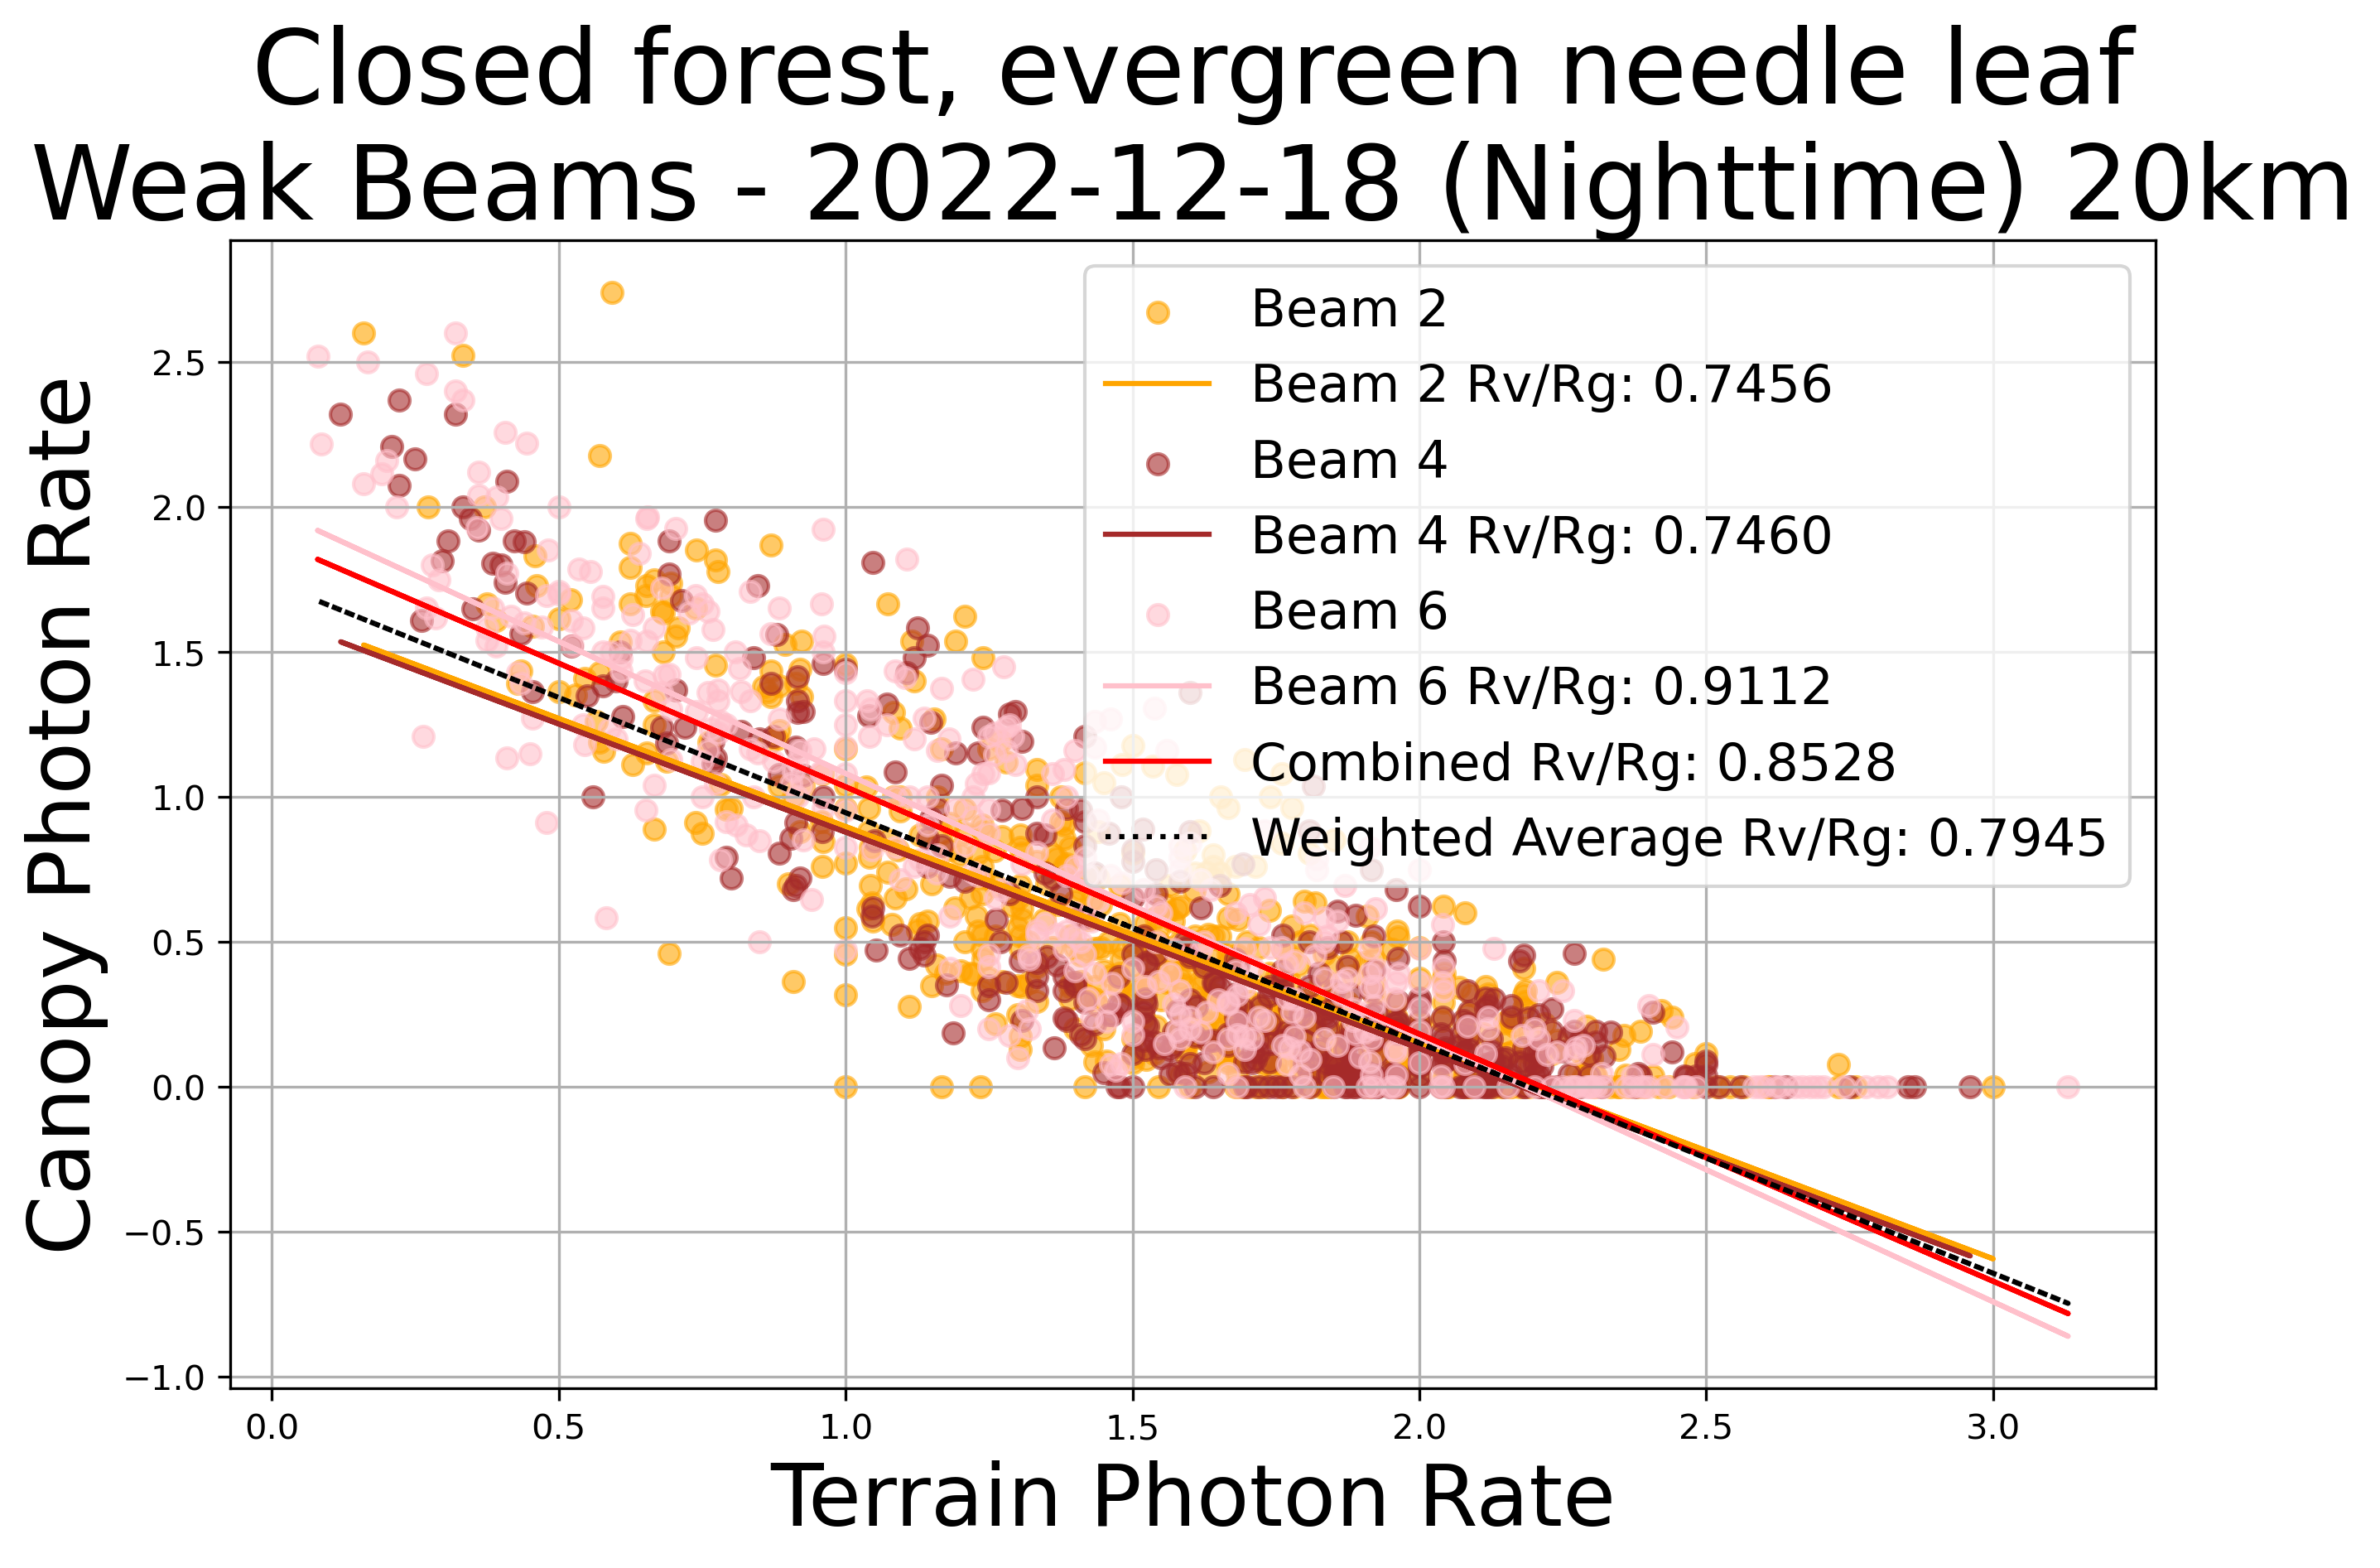 Closed forest, evergreen needle leaf
Weak Beams - 2022-12-18 (Nighttime) 20km
Canopy Photon Rate
2.5
2.0
1.5
1.0
0.5
0.0
−0.5
−1.0
Beam 2
Beam 2 Rv/Rg: 0.7456
Beam 4
Beam 4 Rv/Rg: 0.7460
Beam 6
Beam 6 Rv/Rg: 0.9112
Combined Rv/Rg: 0.8528
Weighted Average Rv/Rg: 0.7945
0.0 0.5 1.0 1.5 2.0 2.5 3.0
Terrain Photon Rate